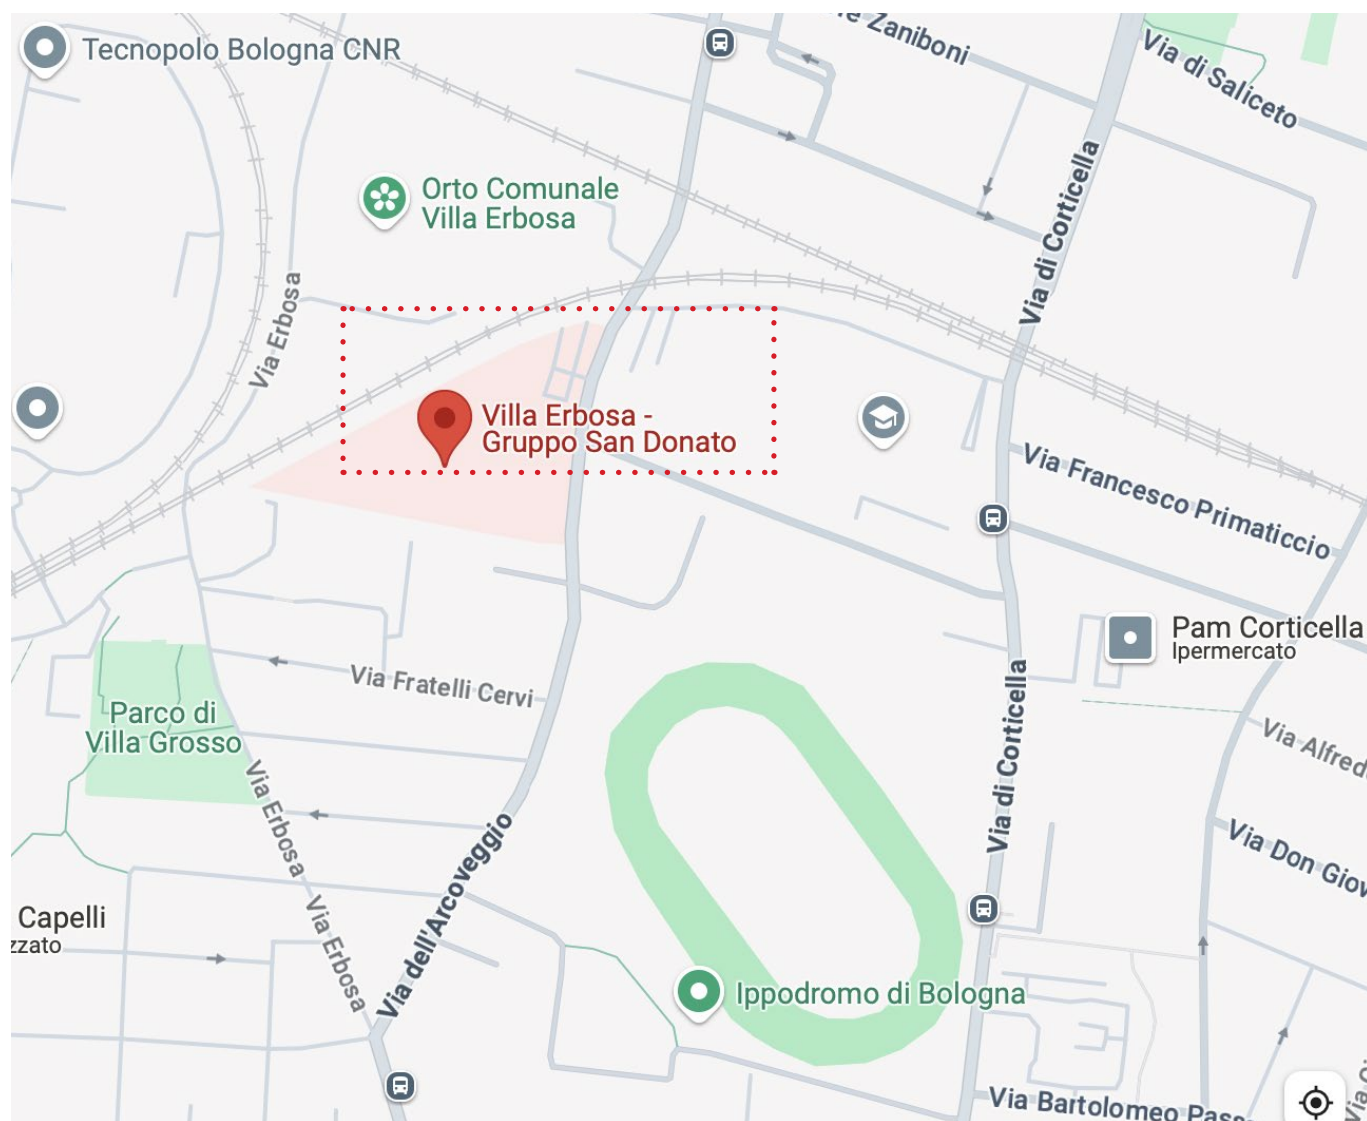 Tecnopolo Bologna CNR
Zaniboni
Via di Saliceto
Orto Comunale
Villa Erbosa
Via di Corticella
Via Erbosa
Villa Erbosa -
Gruppo San Donato
Via Francesco Primaticcio
Pam Corticella
Ipermercato
Via Fratelli Cervi
Parco di
Villa Grosso
Via di Corticella
Via Alfred
Via Erbosa
Via dell'Arcoveggio
Via Don Giov
Capelli
zzato
Via Erbosa
Ippodromo di Bologna
Via Bartolomeo Pass